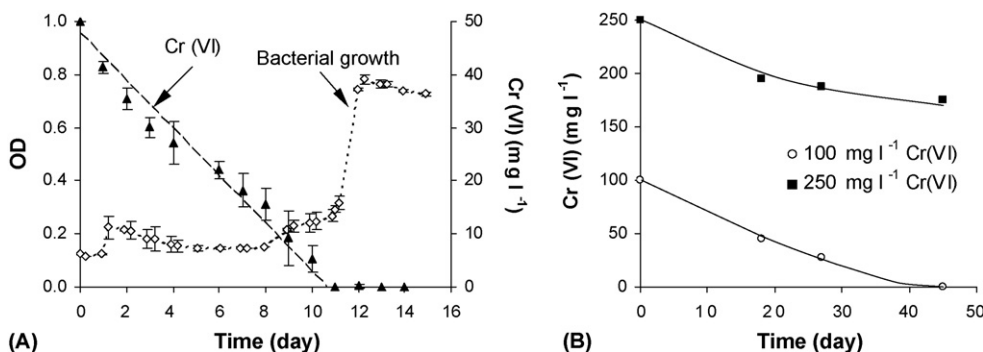 1.0
0.8
0.6
0.4
0.2
0.0
OD
50
40
30
20
10
0
Cr (VI) (m g l⁻¹)
Cr (VI)
Bacterial growth
0 2 4 6 8 10 12 14 16
(A) Time (day)
250
200
150
100
50
0
Cr (VI) (m g l⁻¹)
100 mg l⁻¹ Cr(VI)
250 mg l⁻¹ Cr(VI)
0 10 20 30 40 50
(B) Time (day)